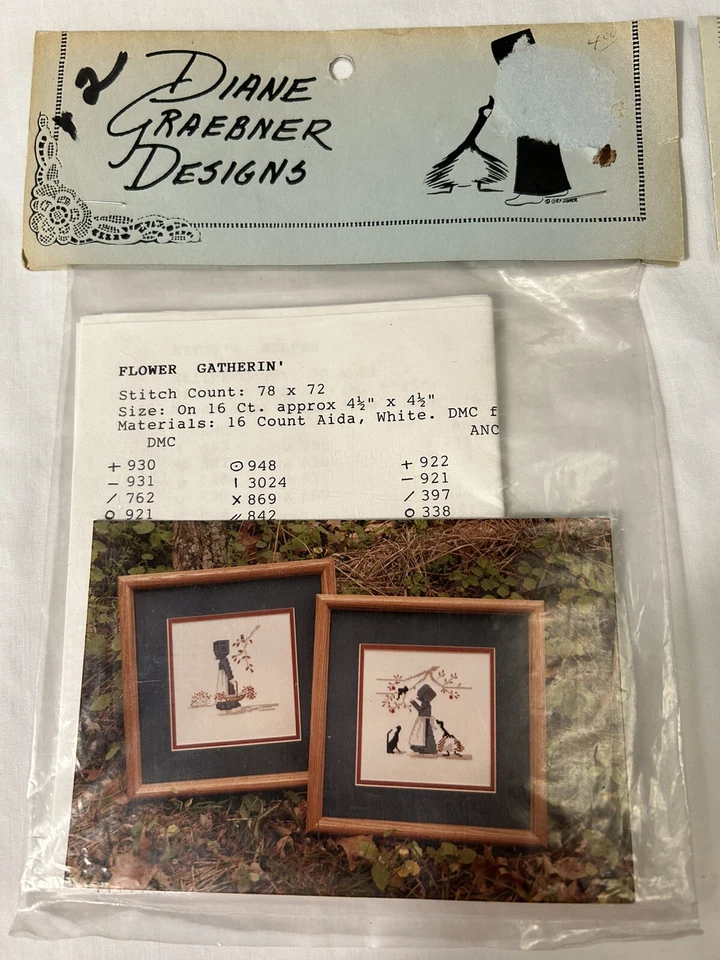 2
DIANE
GRAEBNER
DESIGNS
4.00
© GRAEBNER
FLOWER GATHERIN'
Stitch Count: 78 x 72
Size: On 16 Ct. approx 4½" x 4½"
Materials: 16 Count Aida, White. DMC f
DMC ANC
+ 930 ⊙ 948 + 922
− 931 ı 3024 − 921
/ 762 x 869 / 397
o 921 // 842 o 338